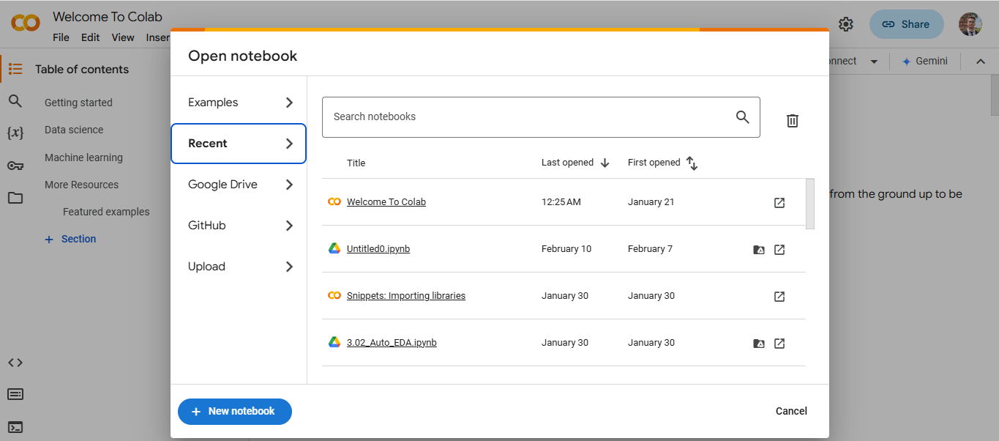 Welcome To Colab
File Edit View Inser
Share
nnect
Gemini
Table of contents
Getting started
Data science
Machine learning
More Resources
Featured examples
+ Section
{x}
from the ground up to be
Open notebook
Examples
Recent
Google Drive
GitHub
Upload
Search notebooks
Title Last opened First opened
Welcome To Colab 12:25 AM January 21
Untitled0.ipynb February 10 February 7
Snippets: Importing libraries January 30 January 30
3.02_Auto_EDA.ipynb January 30 January 30
+ New notebook
Cancel